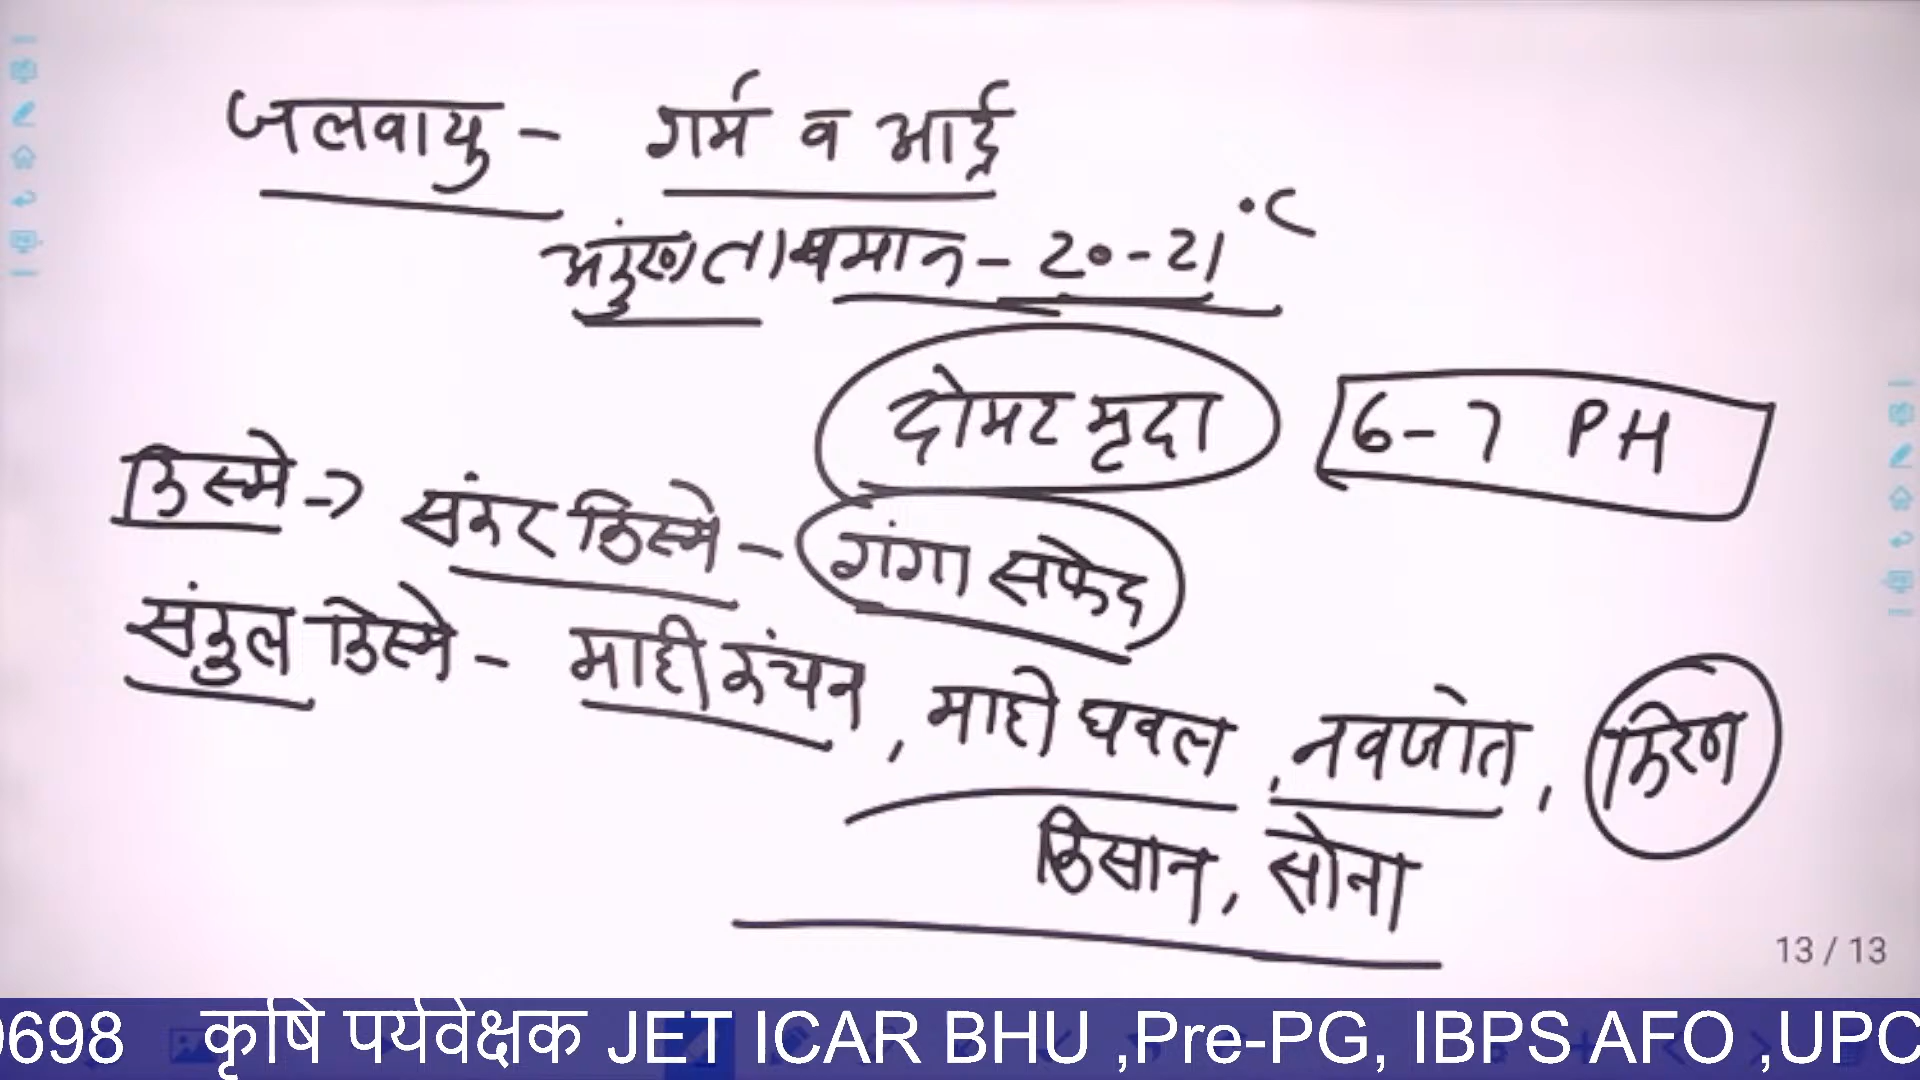 जलवायु - गर्म व आर्द्र
तापमान - 20-21°C
दोमट मृदा 6-7 PH
किस्मे -> संकर किस्मे - गंगा सफेद
संकुल किस्मे - माही कंचन, माही धवल, नवजोत, किरण
किसान, सोना
13 / 13
0698 कृषि पर्यवेक्षक JET ICAR BHU ,Pre-PG, IBPS AFO ,UPC